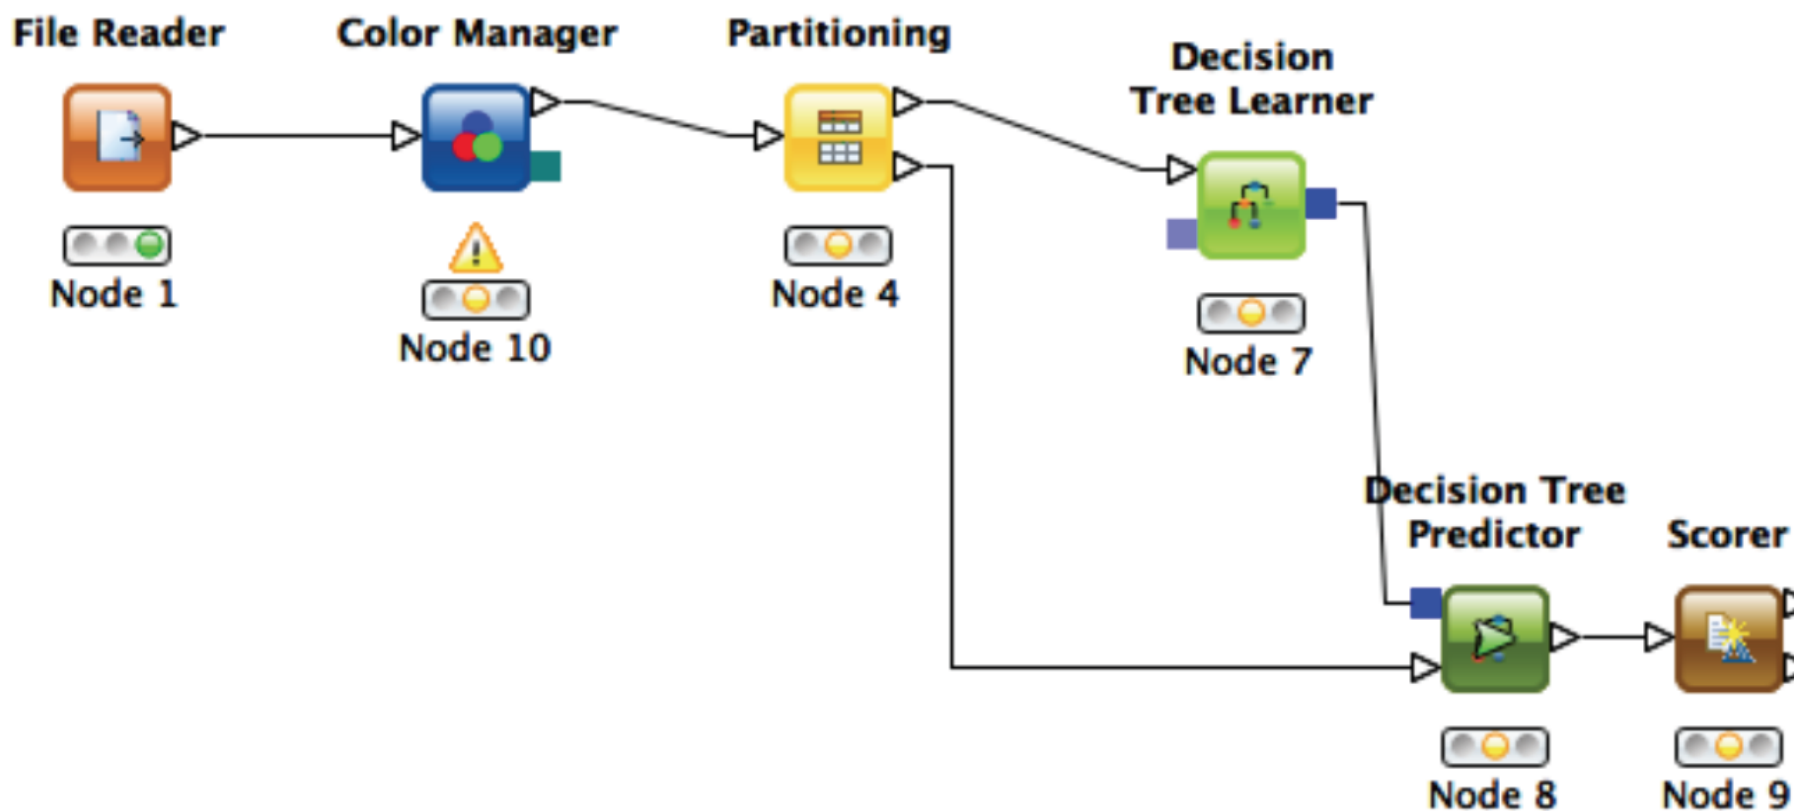 File Reader
Color Manager
Partitioning
Decision
Tree Learner
Node 1
Node 10
Node 4
Node 7
Decision Tree
Predictor
Scorer
Node 8
Node 9